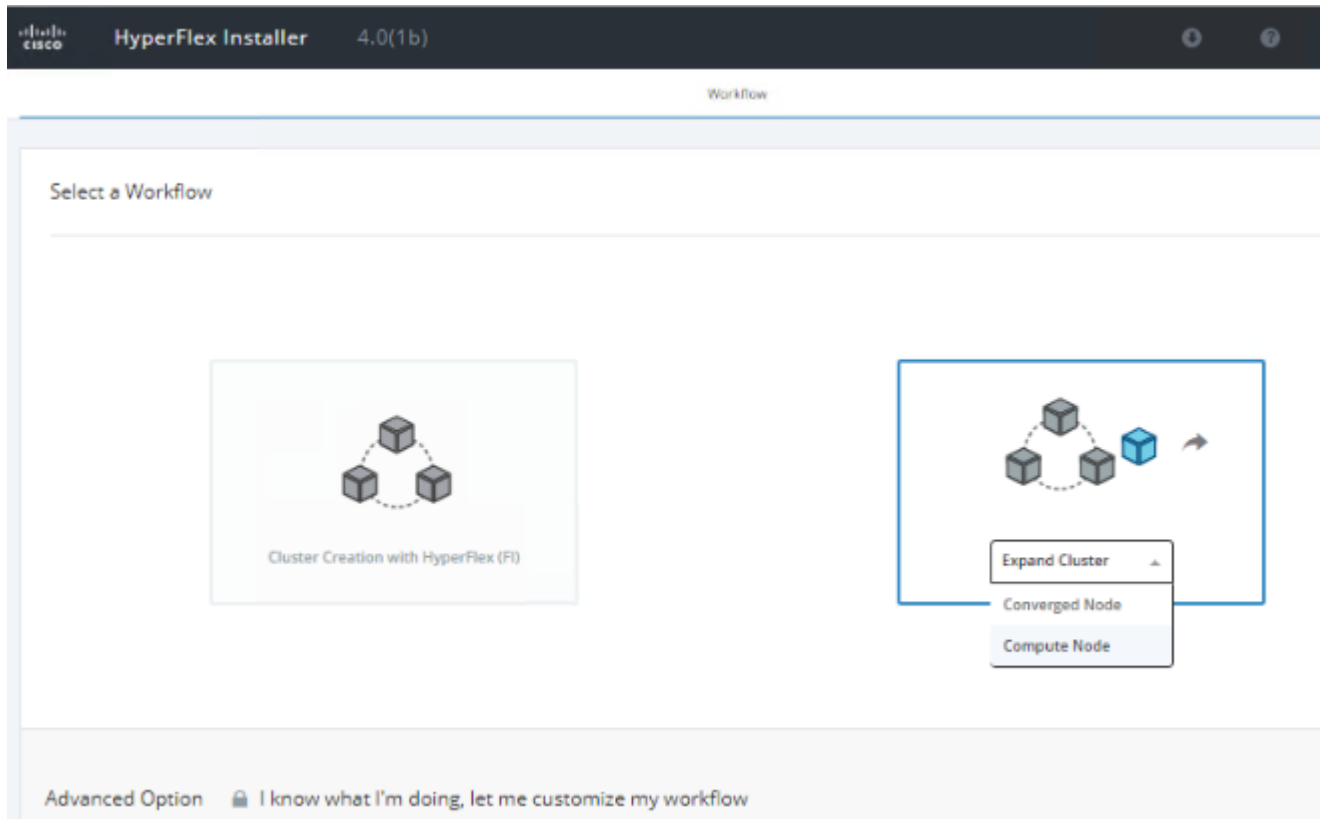 cisco HyperFlex Installer 4.0(1b)
Workflow
Select a Workflow
Cluster Creation with HyperFlex (FI)
Expand Cluster
Converged Node
Compute Node
Advanced Option I know what I'm doing, let me customize my workflow